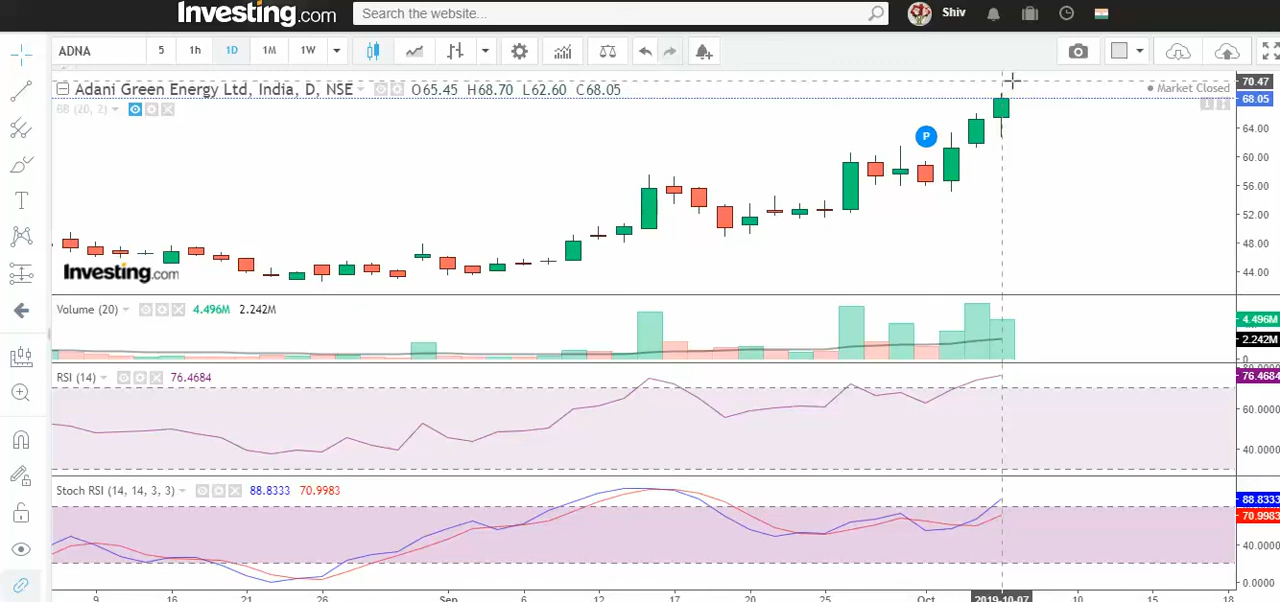 Investing.com Search the website... Shiv
ADNA 5 1h 1D 1M 1W
Adani Green Energy Ltd, India, D, NSE O65.45 H68.70 L62.60 C68.05
BB (20, 2)
Market Closed
70.47
68.05
64.00
60.00
56.00
52.00
48.00
44.00
P
Investing.com
Volume (20) 4.496M 2.242M
4.496M
2.242M
0
RSI (14) 76.4684
76.4684
60.0000
40.0000
Stoch RSI (14, 14, 3, 3) 88.8333 70.9983
88.8333
70.9983
40.0000
0.0000
9 16 21 26 Sep 6 12 17 25 Oct 2019-10-07 10 15 18
T